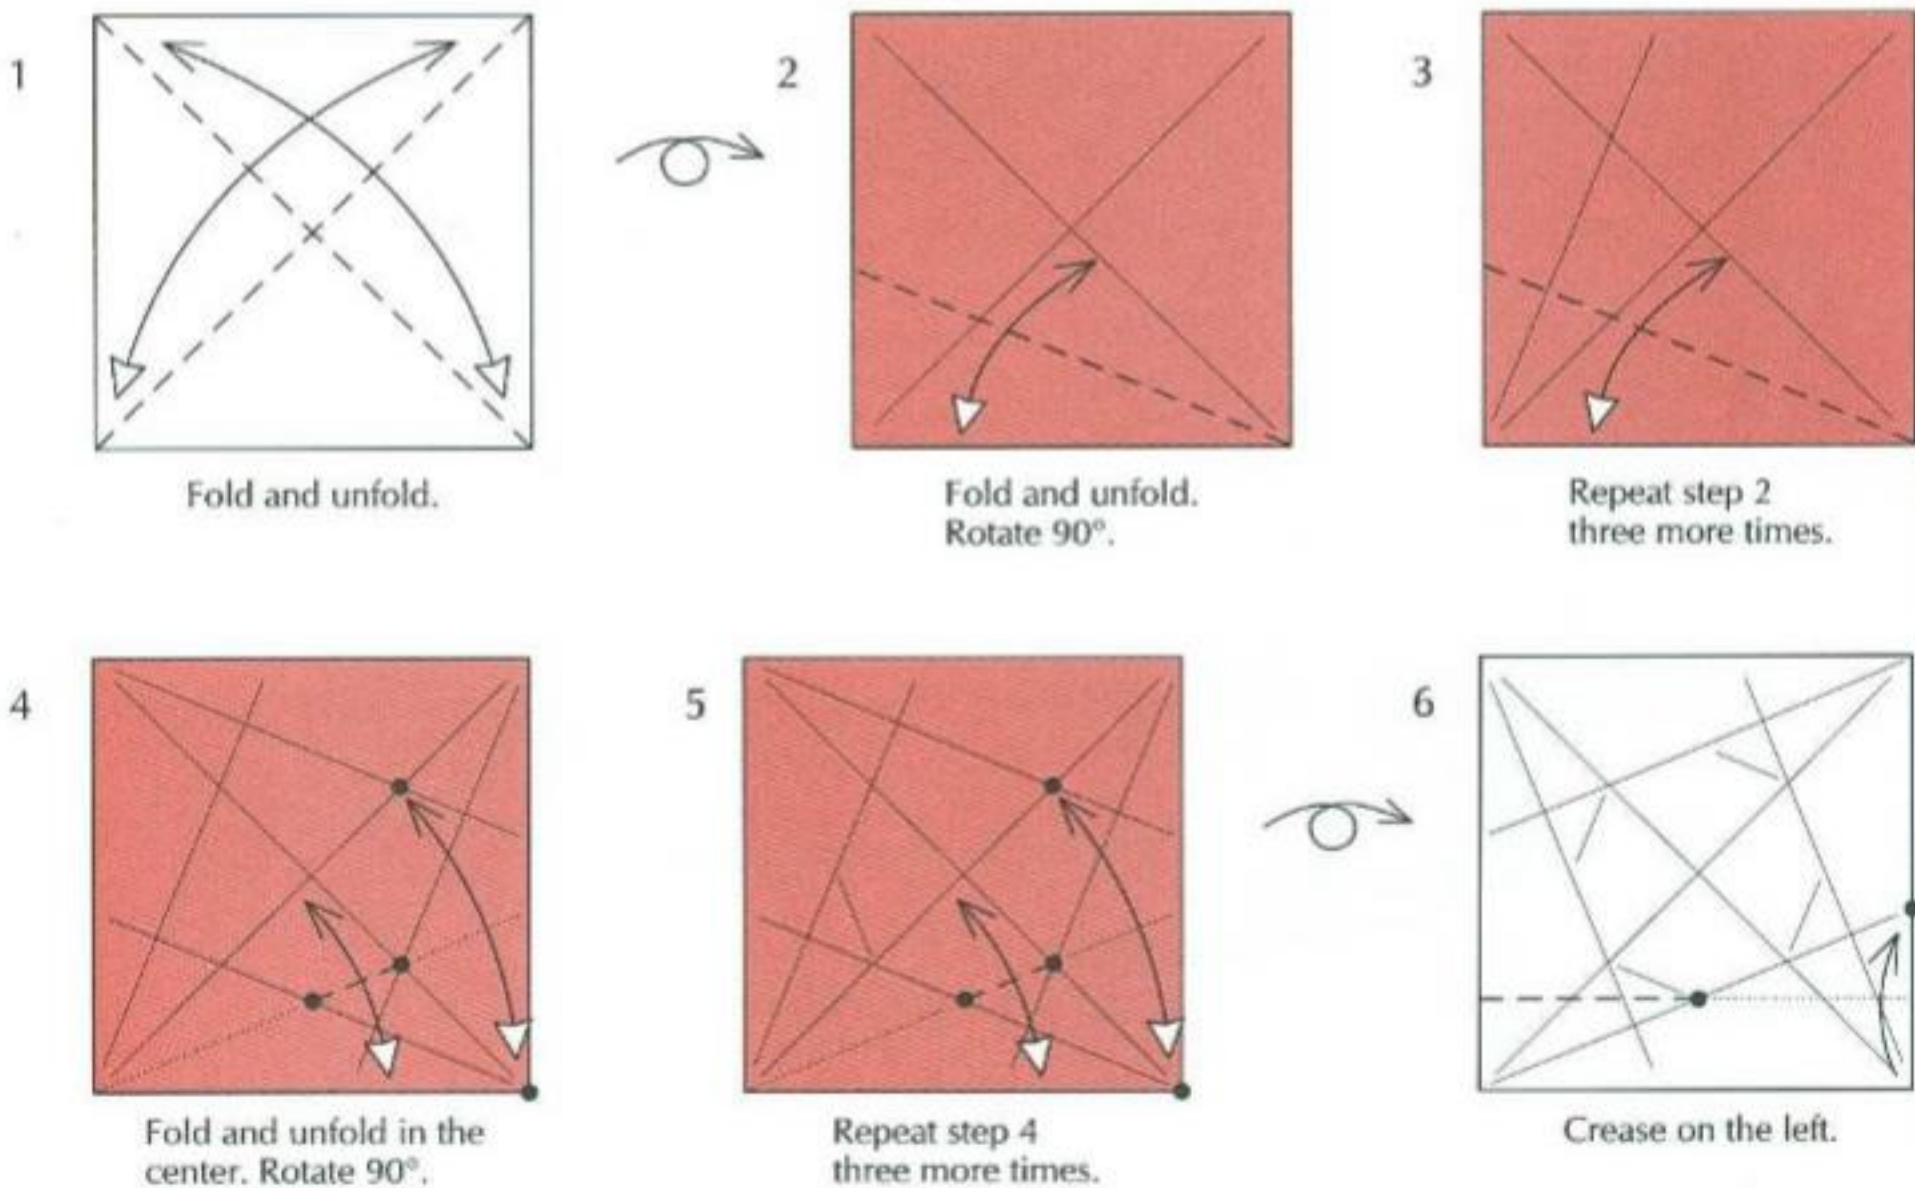 1
2
3
Fold and unfold.
Fold and unfold.
Rotate 90°.
Repeat step 2
three more times.
4
5
6
Fold and unfold in the
center. Rotate 90°.
Repeat step 4
three more times.
Crease on the left.